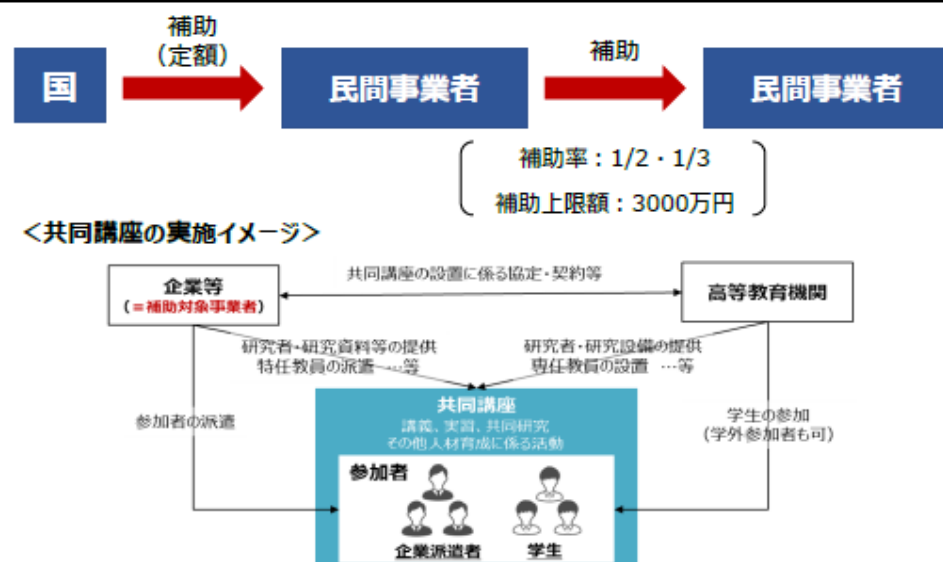 補助
（定額）
補助
国
民間事業者
民間事業者
補助率：1/2・1/3
補助上限額：3000万円
＜共同講座の実施イメージ＞
共同講座の設置に係る協定・契約等
企業等
（＝補助対象事業者）
高等教育機関
研究者・研究資料等の提供
特任教員の派遣 …等
研究者・研究設備の提供
専任教員の設置 …等
参加者の派遣
学生の参加
（学外参加者も可）
共同講座
講義、実習、共同研究
その他人材育成に係る活動
参加者
企業派遣者
学生